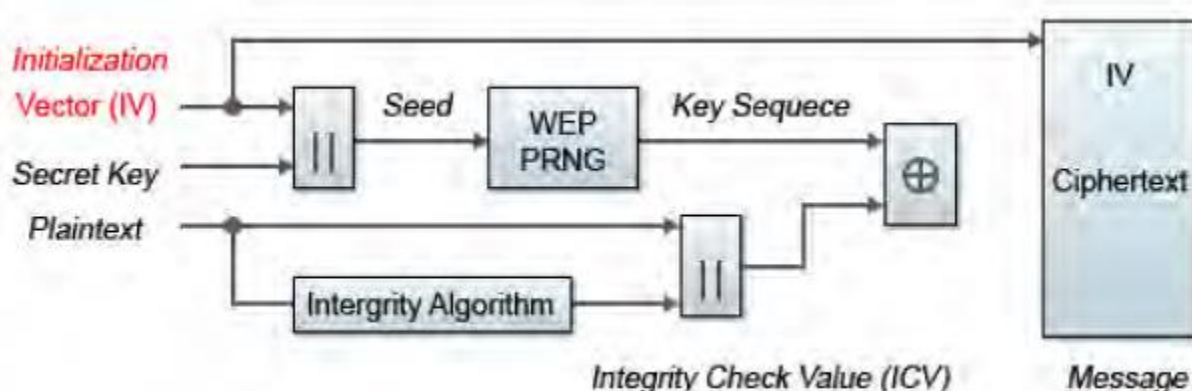 Initialization
Vector (IV)
Secret Key
Plaintext
||
Seed
WEP
PRNG
Key Sequece
⊕
||
Intergrity Algorithm
Integrity Check Value (ICV)
IV
Ciphertext
Message